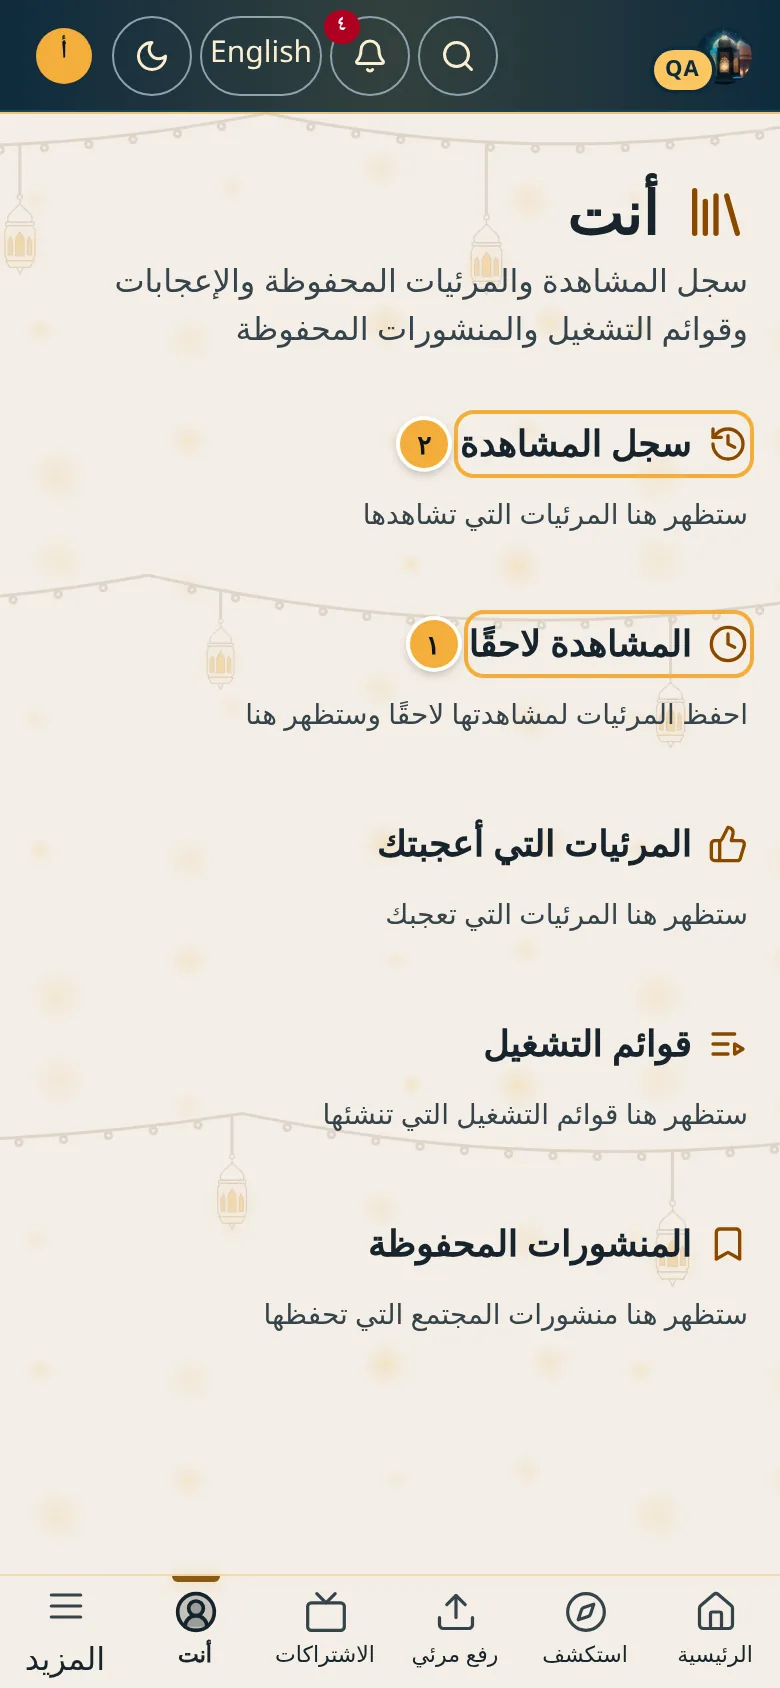 QA
٤
English
أ
أنت
سجل المشاهدة والمرئيات المحفوظة والإعجابات
وقوائم التشغيل والمنشورات المحفوظة
سجل المشاهدة
٢
ستظهر هنا المرئيات التي تشاهدها
المشاهدة لاحقًا
١
احفظ المرئيات لمشاهدتها لاحقًا وستظهر هنا
المرئيات التي أعجبتك
ستظهر هنا المرئيات التي تعجبك
قوائم التشغيل
ستظهر هنا قوائم التشغيل التي تنشئها
المنشورات المحفوظة
ستظهر هنا منشورات المجتمع التي تحفظها
الرئيسية
استكشف
رفع مرئي
الاشتراكات
أنت
المزيد